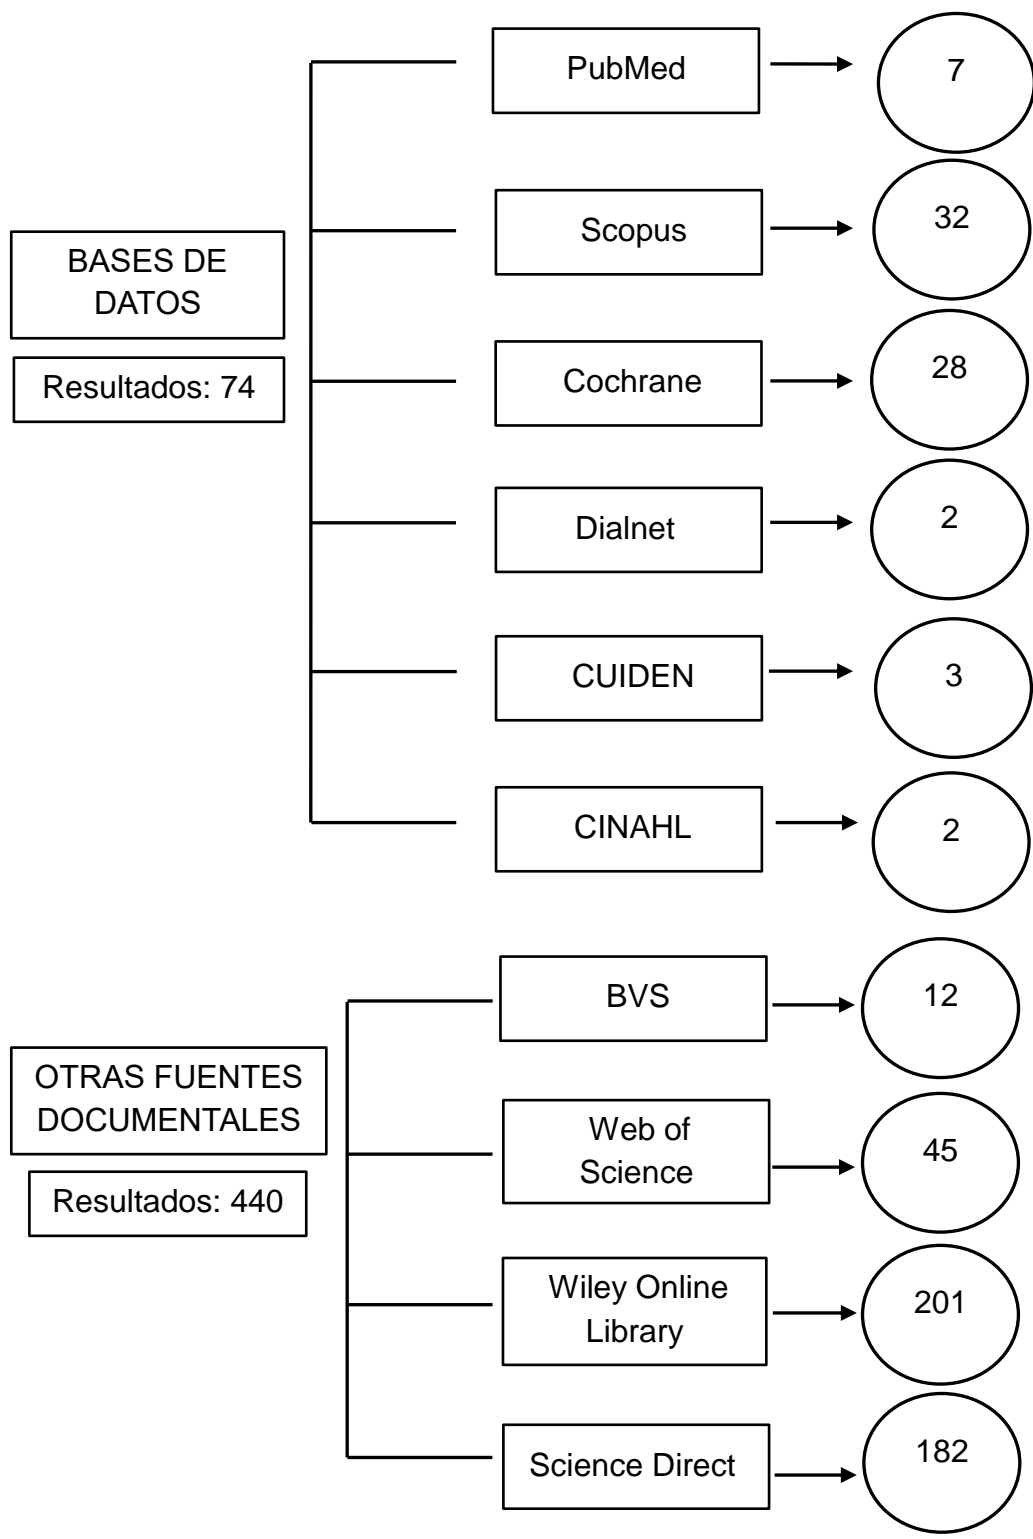 PubMed
7
Scopus
32
BASES DE
DATOS
Resultados: 74
Cochrane
28
Dialnet
2
CUIDEN
3
CINAHL
2
BVS
12
OTRAS FUENTES
DOCUMENTALES
Resultados: 440
Web of
Science
45
Wiley Online
Library
201
Science Direct
182